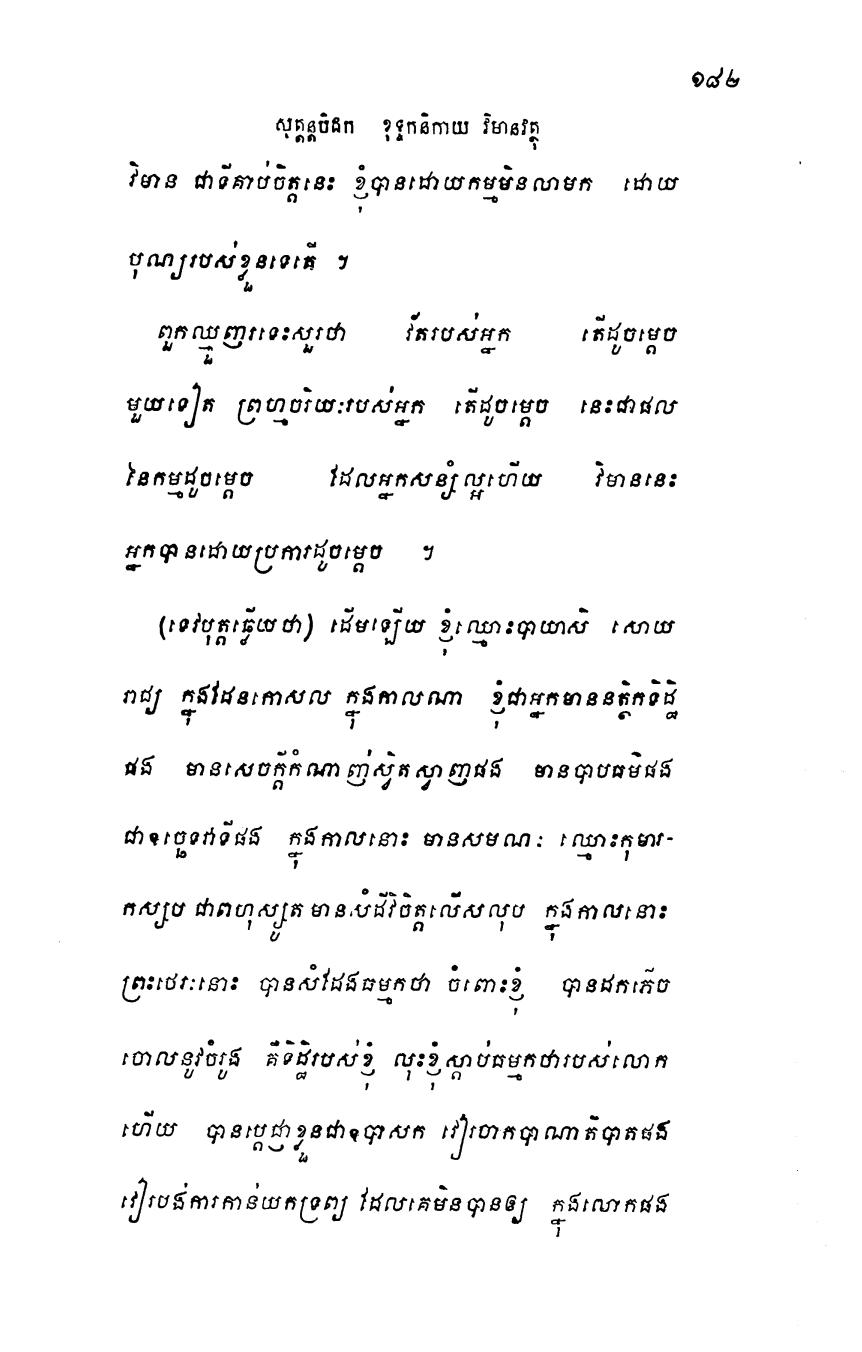 ១៨២
សុត្តន្តបិដក ខុទ្ទកនិកាយ វិមានវត្ថុ
វិមាន ជាទីគាប់ចិត្តនេះ ខ្ញុំបានដោយកម្មមិនលាមក ដោយ
បុណ្យរបស់ខ្លួនទេតើ ។
ពួកឈ្មួញរទេះសួរថា វ័តរបស់អ្នក តើដូចម្តេច
មួយទៀត ព្រហ្មចរិយៈរបស់អ្នក តើដូចម្តេច នេះជាផល
នៃកម្មដូចម្តេច ដែលអ្នកសន្សំល្អហើយ វិមាននេះ
អ្នកបានដោយប្រការដូចម្តេច ។
(ទេវបុត្តឆ្លើយថា) ដើមឡើយ ខ្ញុំឈ្មោះបាយាសិ សោយ
រាជ្យ ក្នុងដែនកោសល ក្នុងកាលណា ខ្ញុំជាអ្នកមាននត្ថិកទិដ្ឋិ
ផង មានសេចក្តីកំណាញ់ស្វិតស្វាញផង មានបាបធម៌ផង
ជាឧច្ឆេទវាទីផង ក្នុងកាលនោះ មានសមណៈ ឈ្មោះកុមារ-
កស្សប ជាពហុស្សូត មានសំដីវិចិត្តលើសលុប ក្នុងកាលនោះ
ព្រះថេរៈនោះ បានសំដែងធម្មកថា ចំពោះខ្ញុំ បានដកកើច
ចោលនូវចំរូង គឺទិដ្ឋិរបស់ខ្ញុំ លុះខ្ញុំស្តាប់ធម្មកថារបស់លោក
ហើយ បានប្តេជ្ញាខ្លួនជាឧបាសក វៀរចាកបាណាតិបាតផង
វៀរបង់ការកាន់យកទ្រព្យ ដែលគេមិនបានឲ្យ ក្នុងលោកផង